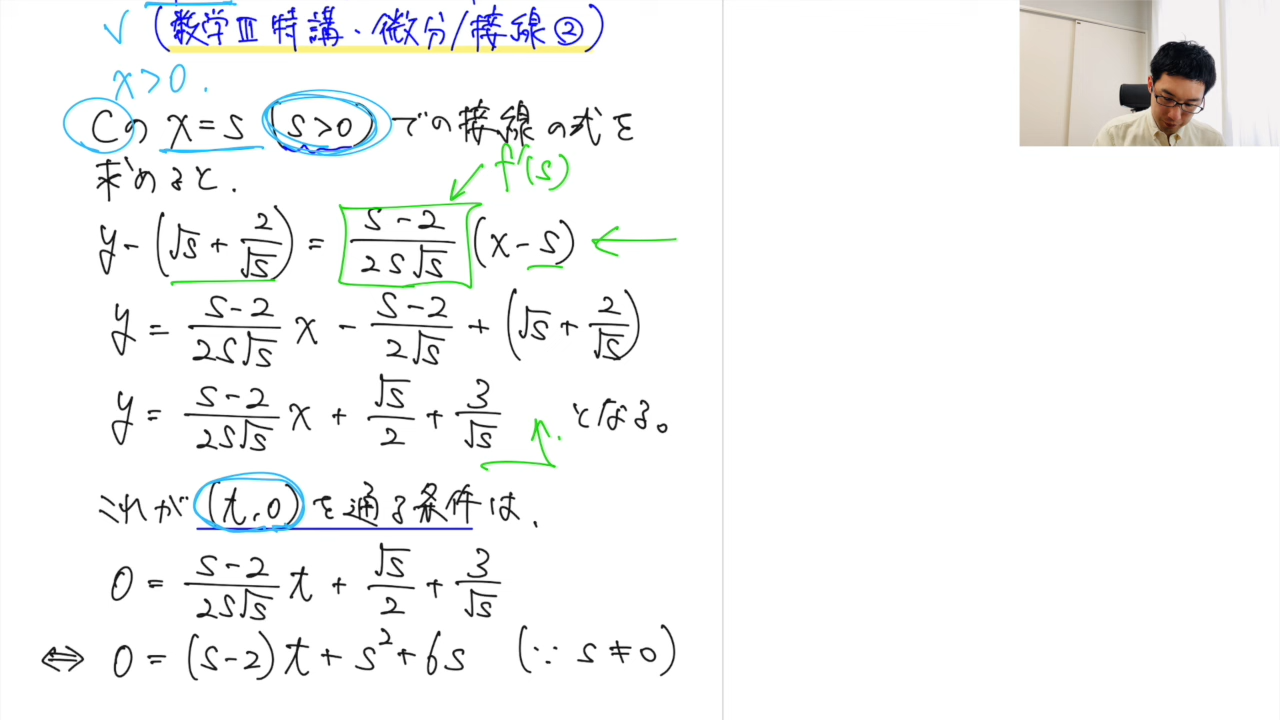 √ (数学Ⅲ特講・微分/接線②)
x>0.
Cの x=s (s>0) での接線の式を
求めると. f'(s)
y-(√s+2/√s)=(s-2)/(2s√s)(x-s)
y=(s-2)/(2s√s)x-(s-2)/(2√s)+(√s+2/√s)
y=(s-2)/(2s√s)x+√s/2+3/√s となる。
これが (t,0) を通る条件は、
0=(s-2)/(2s√s)t+√s/2+3/√s
⇔ 0=(s-2)t+s²+6s (∵ s≠0)